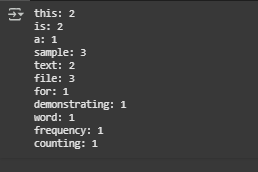 this: 2
is: 2
a: 1
sample: 3
text: 2
file: 3
for: 1
demonstrating: 1
word: 1
frequency: 1
counting: 1